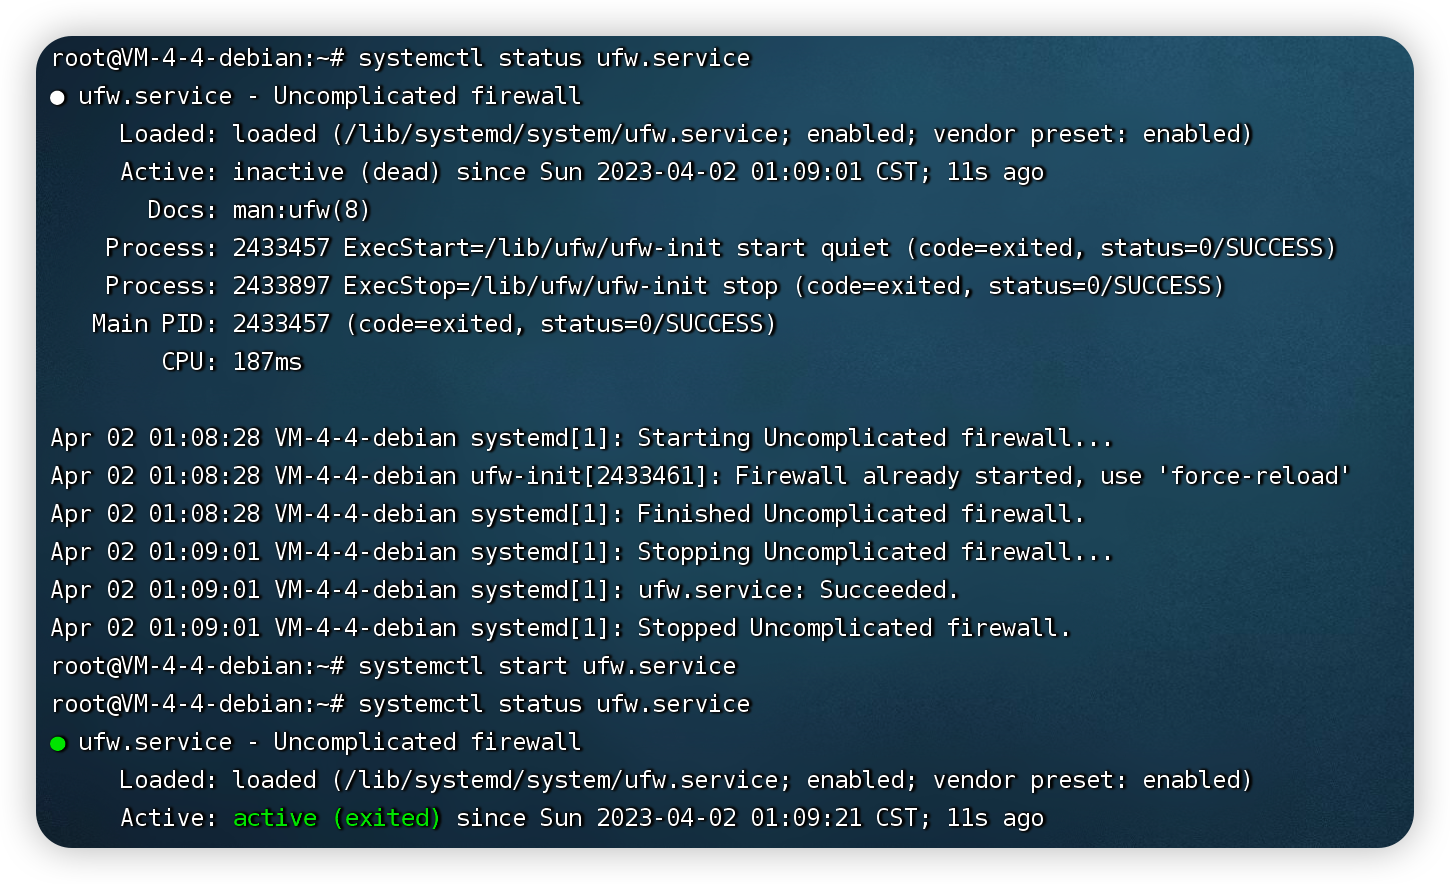 root@VM-4-4-debian:~# systemctl status ufw.service
● ufw.service - Uncomplicated firewall
     Loaded: loaded (/lib/systemd/system/ufw.service; enabled; vendor preset: enabled)
     Active: inactive (dead) since Sun 2023-04-02 01:09:01 CST; 11s ago
       Docs: man:ufw(8)
    Process: 2433457 ExecStart=/lib/ufw/ufw-init start quiet (code=exited, status=0/SUCCESS)
    Process: 2433897 ExecStop=/lib/ufw/ufw-init stop (code=exited, status=0/SUCCESS)
   Main PID: 2433457 (code=exited, status=0/SUCCESS)
        CPU: 187ms

Apr 02 01:08:28 VM-4-4-debian systemd[1]: Starting Uncomplicated firewall...
Apr 02 01:08:28 VM-4-4-debian ufw-init[2433461]: Firewall already started, use 'force-reload'
Apr 02 01:08:28 VM-4-4-debian systemd[1]: Finished Uncomplicated firewall.
Apr 02 01:09:01 VM-4-4-debian systemd[1]: Stopping Uncomplicated firewall...
Apr 02 01:09:01 VM-4-4-debian systemd[1]: ufw.service: Succeeded.
Apr 02 01:09:01 VM-4-4-debian systemd[1]: Stopped Uncomplicated firewall.
root@VM-4-4-debian:~# systemctl start ufw.service
root@VM-4-4-debian:~# systemctl status ufw.service
● ufw.service - Uncomplicated firewall
     Loaded: loaded (/lib/systemd/system/ufw.service; enabled; vendor preset: enabled)
     Active: active (exited) since Sun 2023-04-02 01:09:21 CST; 11s ago